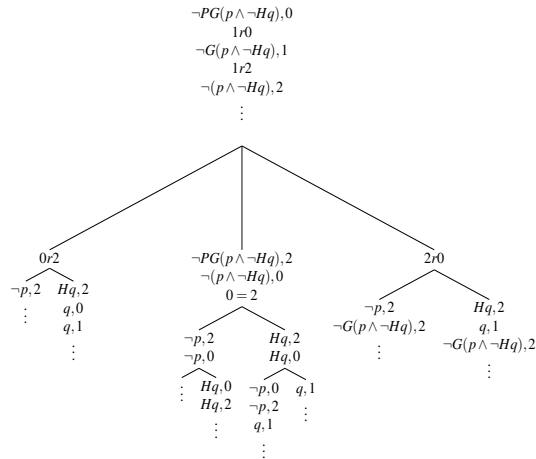 ¬PG(p ∧ ¬Hq),0
1r0
¬G(p ∧ ¬Hq),1
1r2
¬(p ∧ ¬Hq),2
⋮
0r2
¬p,2
⋮
Hq,2
q,0
q,1
⋮
¬PG(p ∧ ¬Hq),2
¬(p ∧ ¬Hq),0
0 = 2
¬p,2
¬p,0
⋮
Hq,0
Hq,2
⋮
Hq,2
Hq,0
¬p,0
¬p,2
q,1
⋮
q,1
⋮
2r0
¬p,2
¬G(p ∧ ¬Hq),2
⋮
Hq,2
q,1
¬G(p ∧ ¬Hq),2
⋮